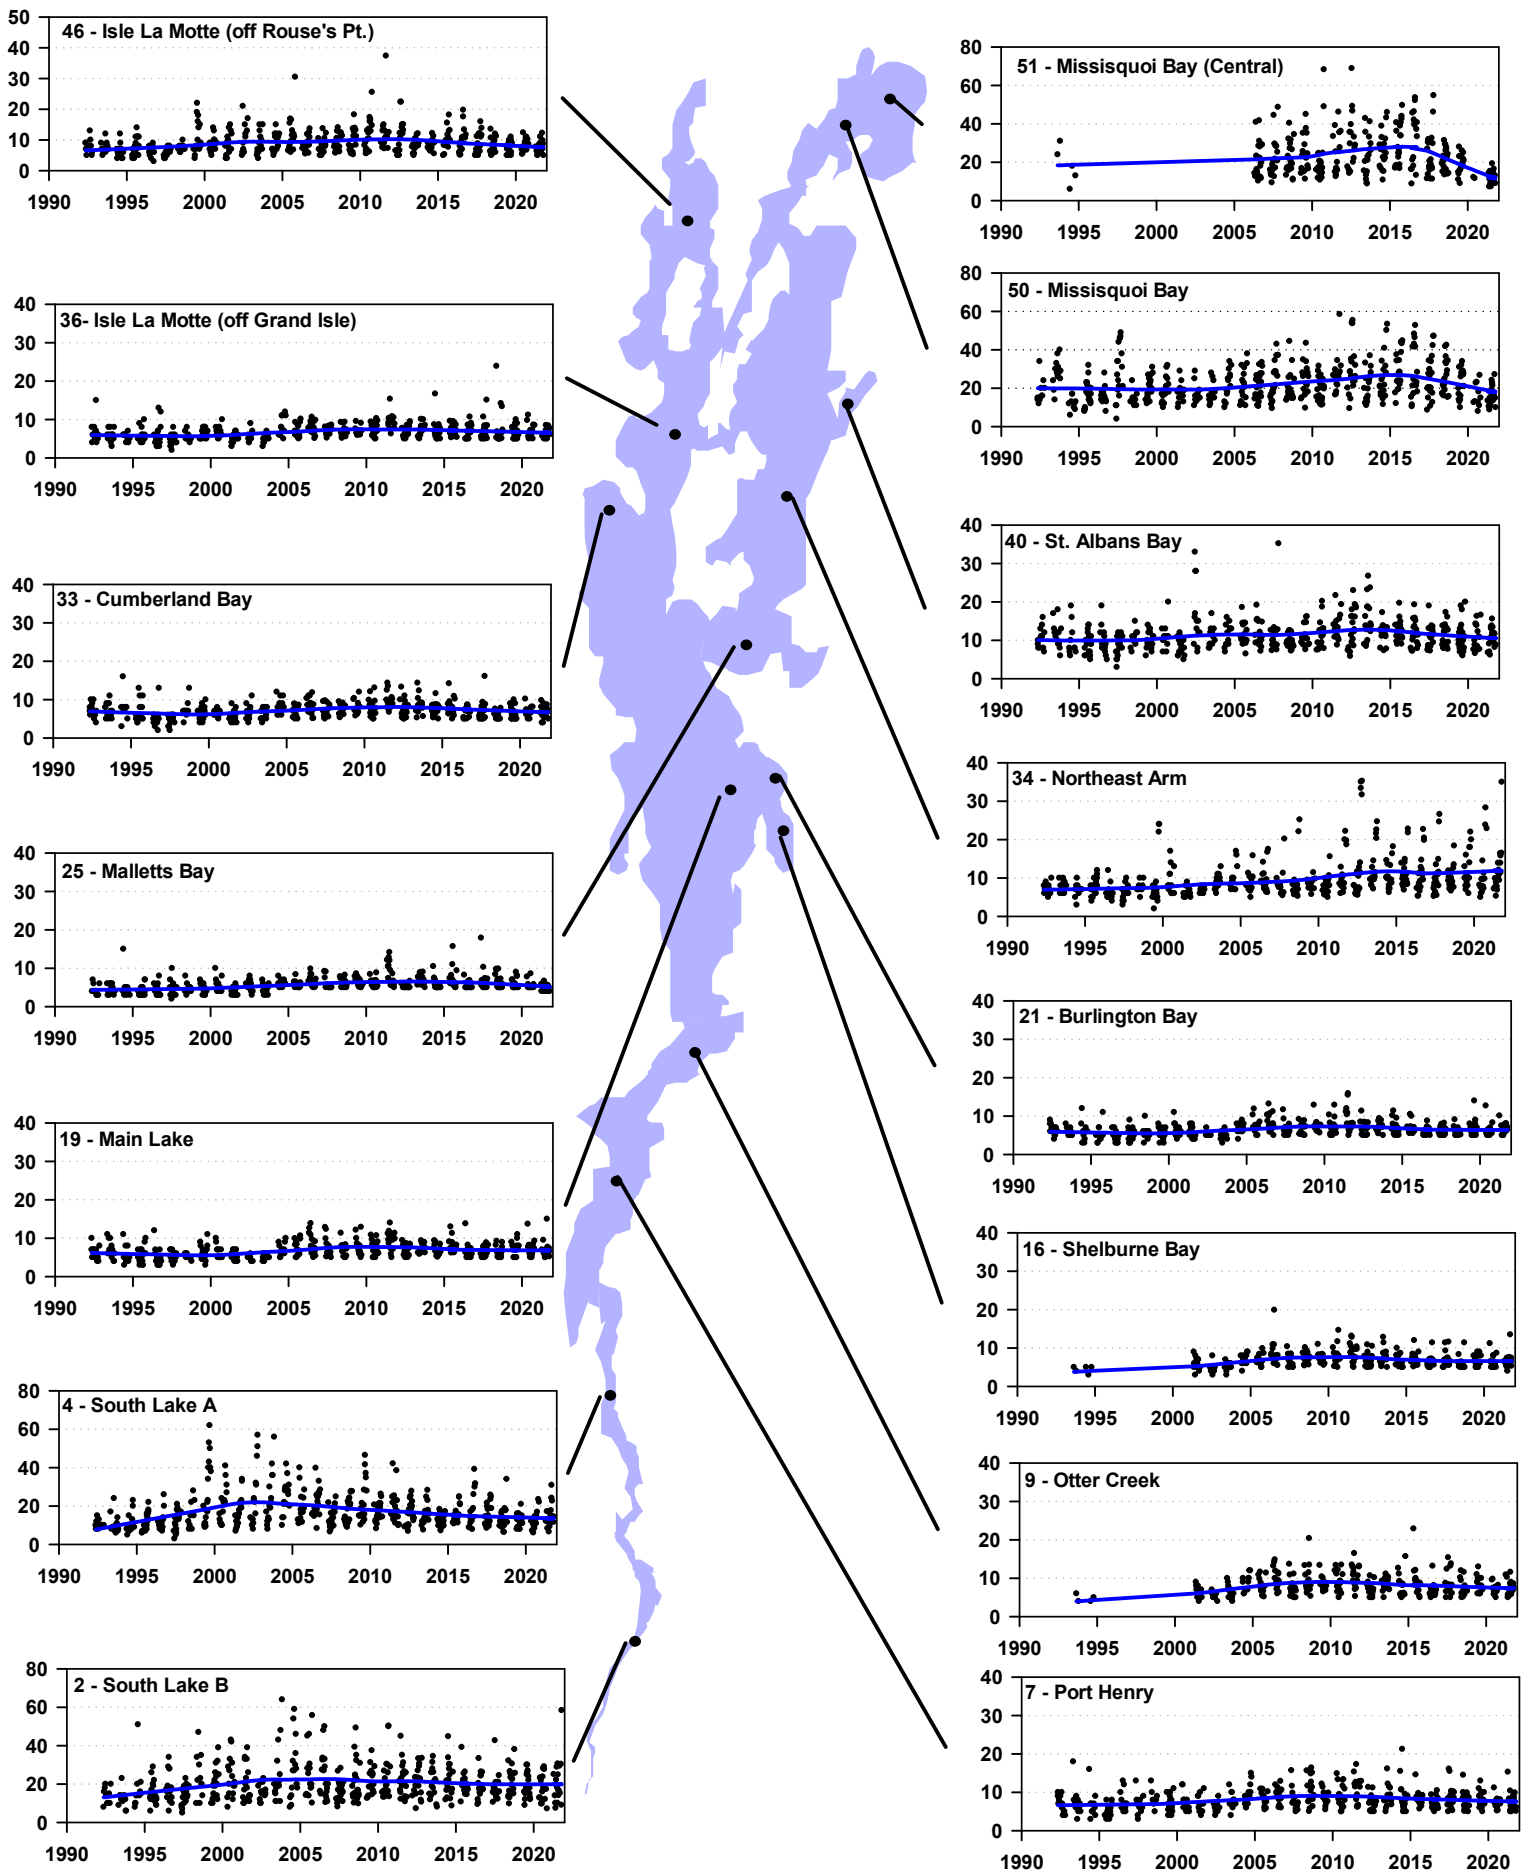 46 - Isle La Motte (off Rouse's Pt.)
50
40
30
20
10
0
1990 1995 2000 2005 2010 2015 2020
36- Isle La Motte (off Grand Isle)
40
30
20
10
0
1990 1995 2000 2005 2010 2015 2020
33 - Cumberland Bay
40
30
20
10
0
1990 1995 2000 2005 2010 2015 2020
25 - Malletts Bay
40
30
20
10
0
1990 1995 2000 2005 2010 2015 2020
19 - Main Lake
40
30
20
10
0
1990 1995 2000 2005 2010 2015 2020
4 - South Lake A
80
60
40
20
0
1990 1995 2000 2005 2010 2015 2020
2 - South Lake B
80
60
40
20
0
1990 1995 2000 2005 2010 2015 2020
51 - Missisquoi Bay (Central)
80
60
40
20
0
1990 1995 2000 2005 2010 2015 2020
50 - Missisquoi Bay
80
60
40
20
0
1990 1995 2000 2005 2010 2015 2020
40 - St. Albans Bay
40
30
20
10
0
1990 1995 2000 2005 2010 2015 2020
34 - Northeast Arm
40
30
20
10
0
1990 1995 2000 2005 2010 2015 2020
21 - Burlington Bay
40
30
20
10
0
1990 1995 2000 2005 2010 2015 2020
16 - Shelburne Bay
40
30
20
10
0
1990 1995 2000 2005 2010 2015 2020
9 - Otter Creek
40
30
20
10
0
1990 1995 2000 2005 2010 2015 2020
7 - Port Henry
40
30
20
10
0
1990 1995 2000 2005 2010 2015 2020